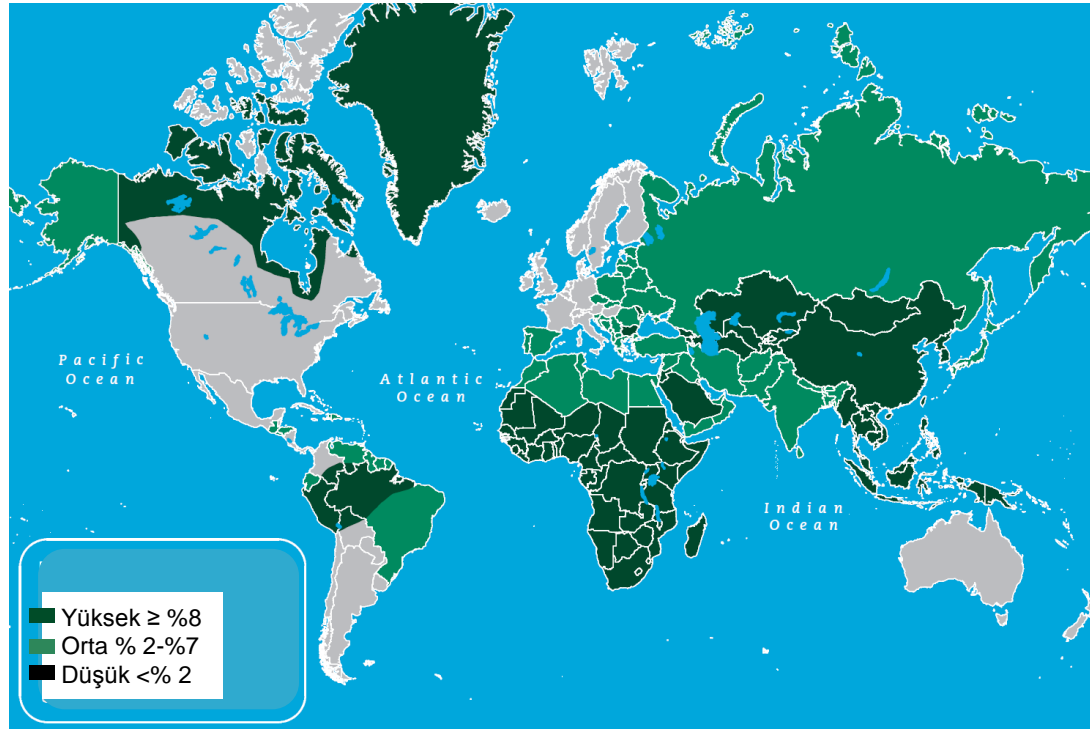 Pacific
Ocean
Atlantic
Ocean
Indian
Ocean
Yüksek ≥ %8
Orta % 2-%7
Düşük <% 2